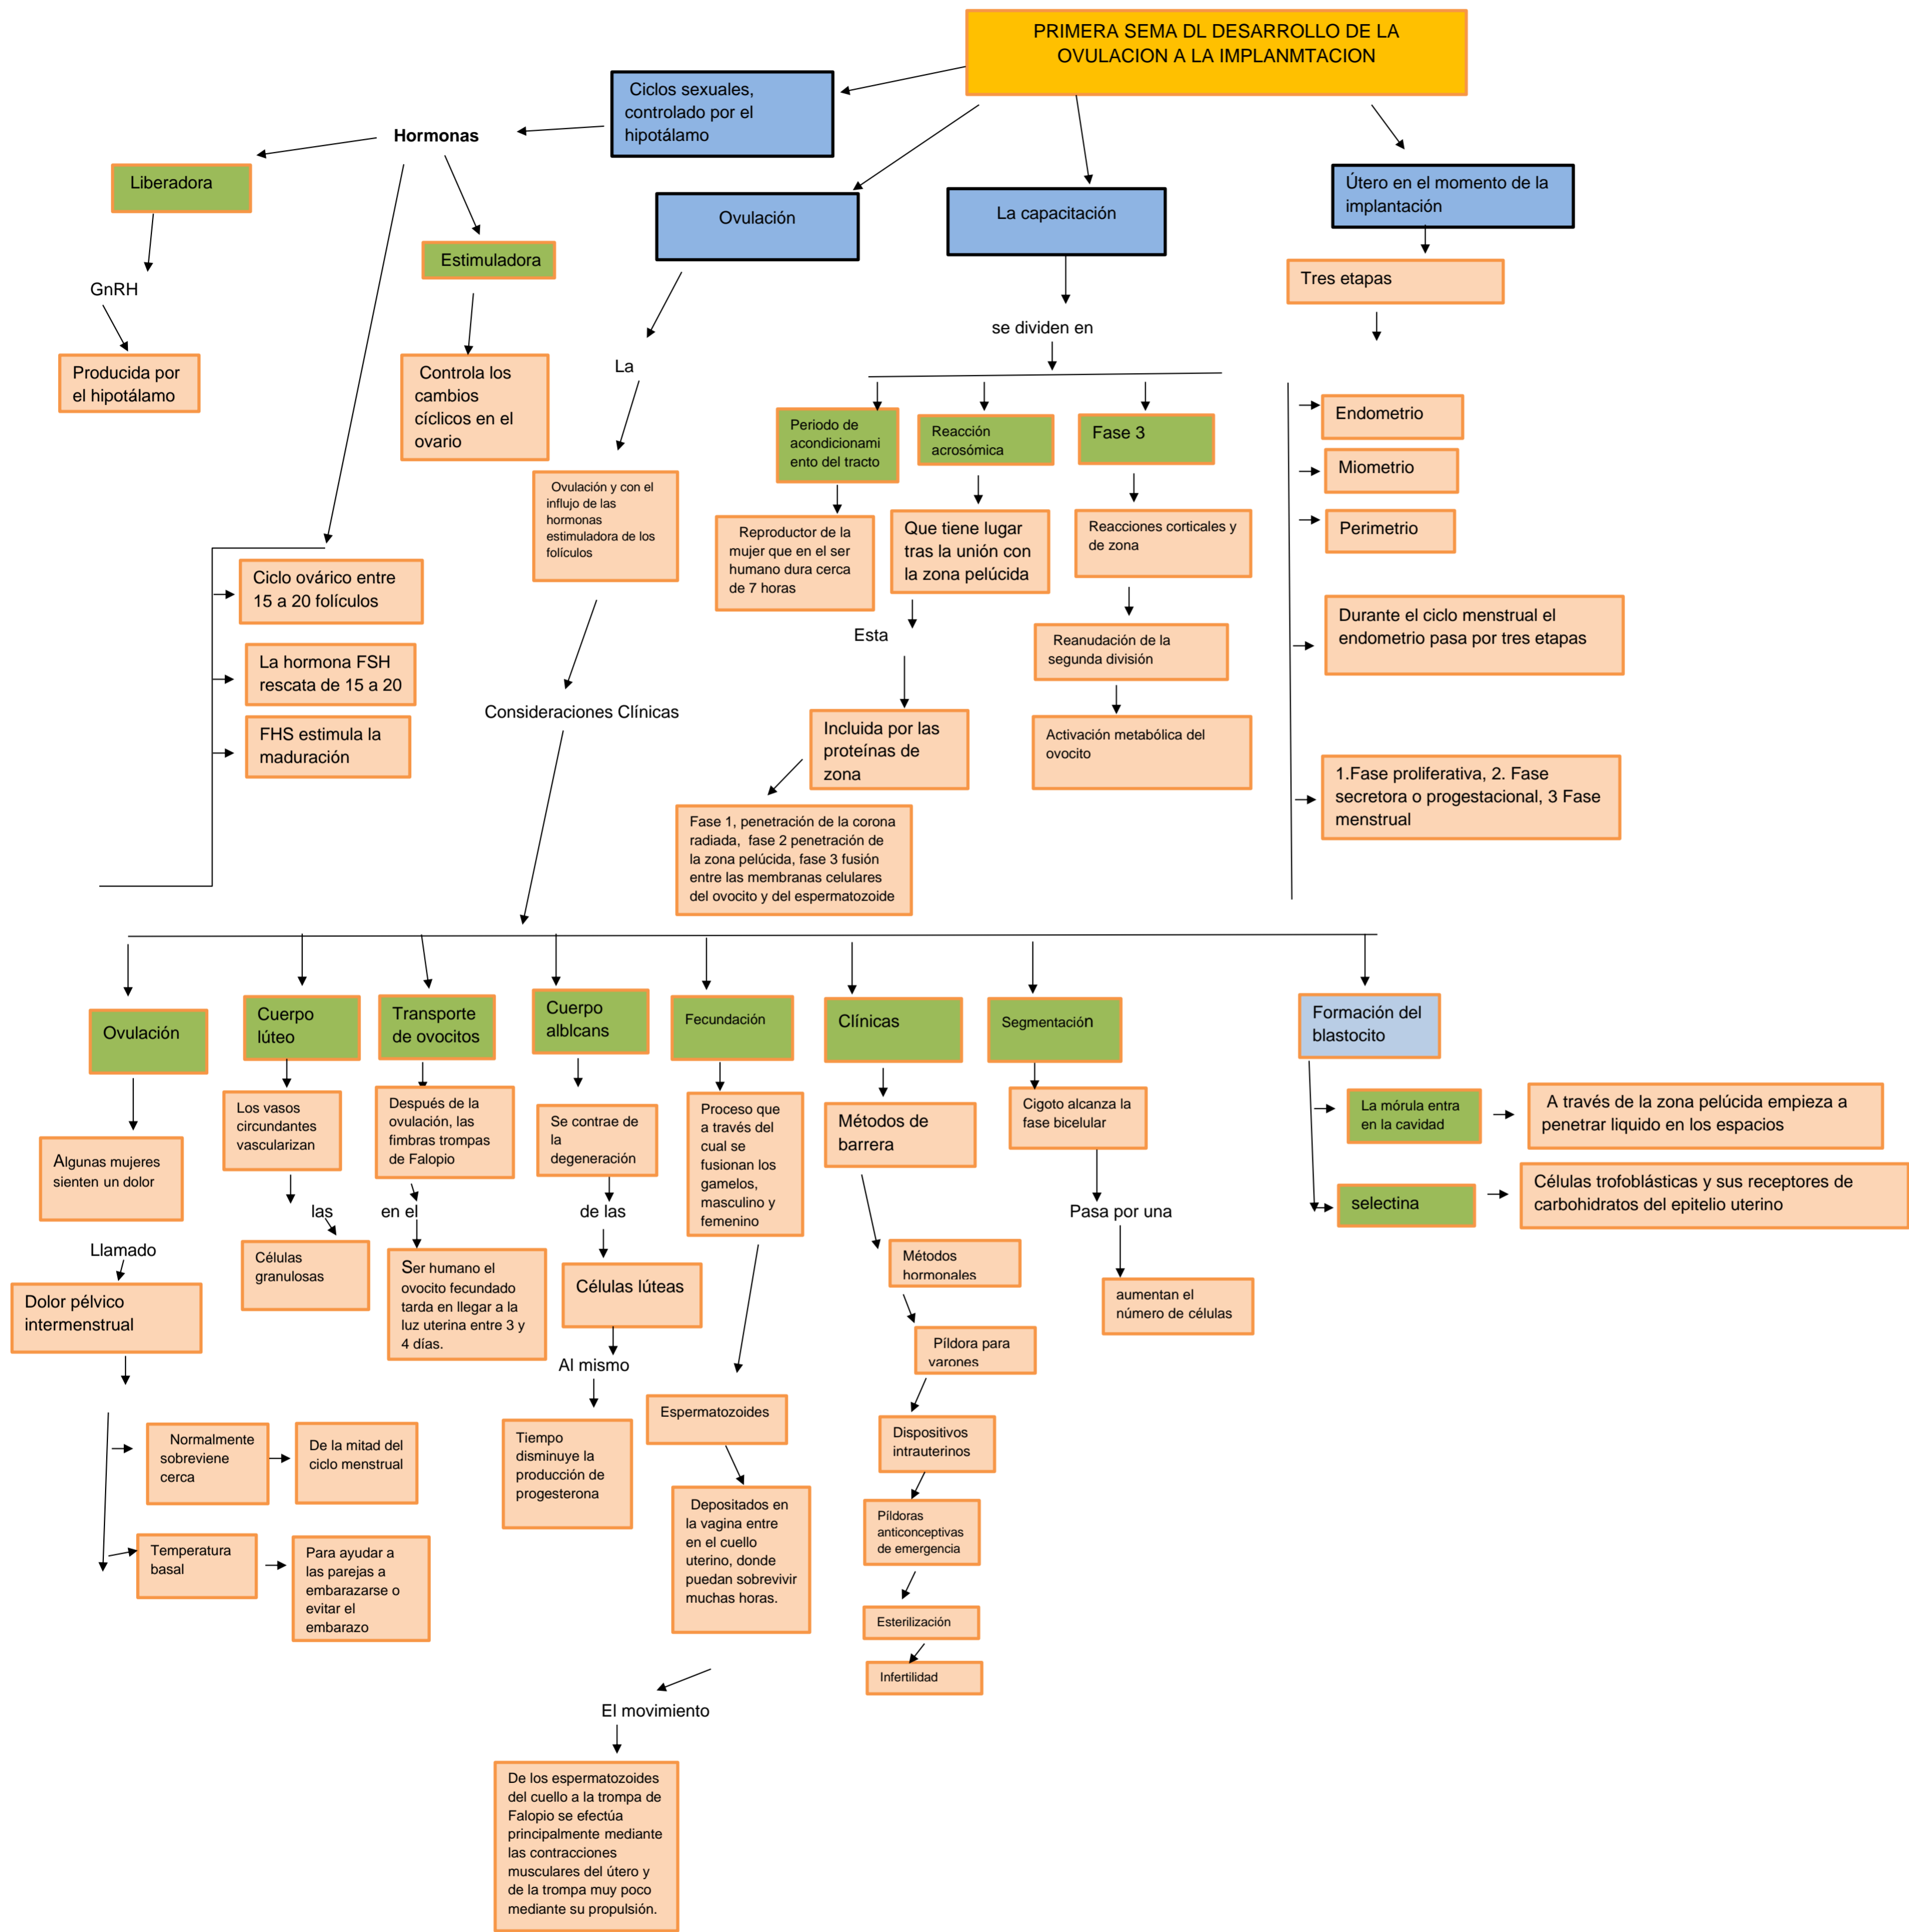 PRIMERA SEMA DL DESARROLLO DE LA
OVULACION A LA IMPLANMTACION
Ciclos sexuales,
controlado por el
hipotálamo
Hormonas
Liberadora
GnRH
Producida por
el hipotálamo
Estimuladora
Controla los
cambios
cíclicos en el
ovario
Ciclo ovárico entre
15 a 20 folículos
La hormona FSH
rescata de 15 a 20
FHS estimula la
maduración
Ovulación
La
Ovulación y con el
influjo de las
hormonas
estimuladora de los
folículos
Consideraciones Clínicas
La capacitación
se dividen en
Periodo de
acondicionami
ento del tracto
Reproductor de la
mujer que en el ser
humano dura cerca
de 7 horas
Reacción
acrosómica
Que tiene lugar
tras la unión con
la zona pelúcida
Esta
Incluida por las
proteínas de
zona
Fase 1, penetración de la corona
radiada, fase 2 penetración de
la zona pelúcida, fase 3 fusión
entre las membranas celulares
del ovocito y del espermatozoide
Fase 3
Reacciones corticales y
de zona
Reanudación de la
segunda división
Activación metabólica del
ovocito
Útero en el momento de la
implantación
Tres etapas
Endometrio
Miometrio
Perimetrio
Durante el ciclo menstrual el
endometrio pasa por tres etapas
1.Fase proliferativa, 2. Fase
secretora o progestacional, 3 Fase
menstrual
Ovulación
Algunas mujeres
sienten un dolor
Llamado
Dolor pélvico
intermenstrual
Normalmente
sobreviene
cerca
De la mitad del
ciclo menstrual
Temperatura
basal
Para ayudar a
las parejas a
embarazarse o
evitar el
embarazo
Cuerpo
lúteo
Los vasos
circundantes
vascularizan
las
Células
granulosas
Transporte
de ovocitos
Después de la
ovulación, las
fimbras trompas
de Falopio
en el
Ser humano el
ovocito fecundado
tarda en llegar a la
luz uterina entre 3 y
4 días.
Cuerpo
alblcans
Se contrae de
la
degeneración
de las
Células lúteas
Al mismo
Tiempo
disminuye la
producción de
progesterona
Fecundación
Proceso que
a través del
cual se
fusionan los
gamelos,
masculino y
femenino
Espermatozoides
Depositados en
la vagina entre
en el cuello
uterino, donde
puedan sobrevivir
muchas horas.
El movimiento
De los espermatozoides
del cuello a la trompa de
Falopio se efectúa
principalmente mediante
las contracciones
musculares del útero y
de la trompa muy poco
mediante su propulsión.
Clínicas
Métodos de
barrera
Métodos
hormonales
Píldora para
varones
Dispositivos
intrauterinos
Píldoras
anticonceptivas
de emergencia
Esterilización
Infertilidad
Segmentación
Cigoto alcanza la
fase bicelular
Pasa por una
aumentan el
número de células
Formación del
blastocito
La mórula entra
en la cavidad
A través de la zona pelúcida empieza a
penetrar liquido en los espacios
selectina
Células trofoblásticas y sus receptores de
carbohidratos del epitelio uterino